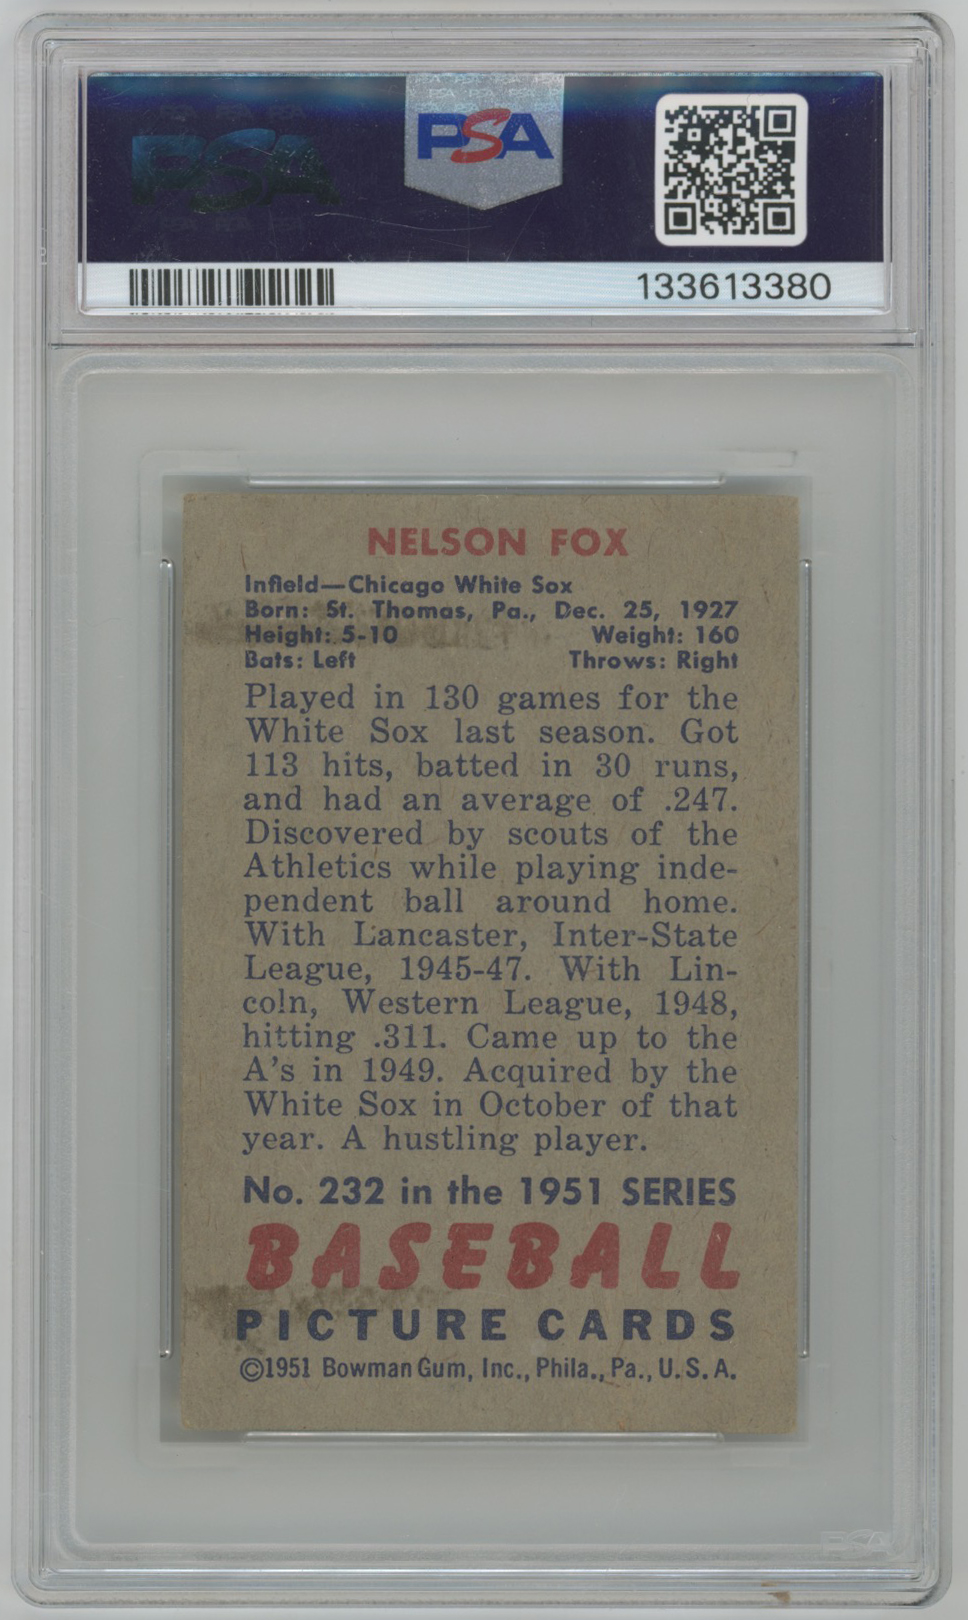 PSA
PSA
133613380
NELSON FOX
Infield—Chicago White Sox
Born: St. Thomas, Pa., Dec. 25, 1927
Height: 5-10 Weight: 160
Bats: Left Throws: Right
Played in 130 games for the
White Sox last season. Got
113 hits, batted in 30 runs,
and had an average of .247.
Discovered by scouts of the
Athletics while playing inde-
pendent ball around home.
With Lancaster, Inter-State
League, 1945-47. With Lin-
coln, Western League, 1948,
hitting .311. Came up to the
A's in 1949. Acquired by the
White Sox in October of that
year. A hustling player.
No. 232 in the 1951 SERIES
BASEBALL
PICTURE CARDS
©1951 Bowman Gum, Inc., Phila., Pa., U.S.A.
PSA